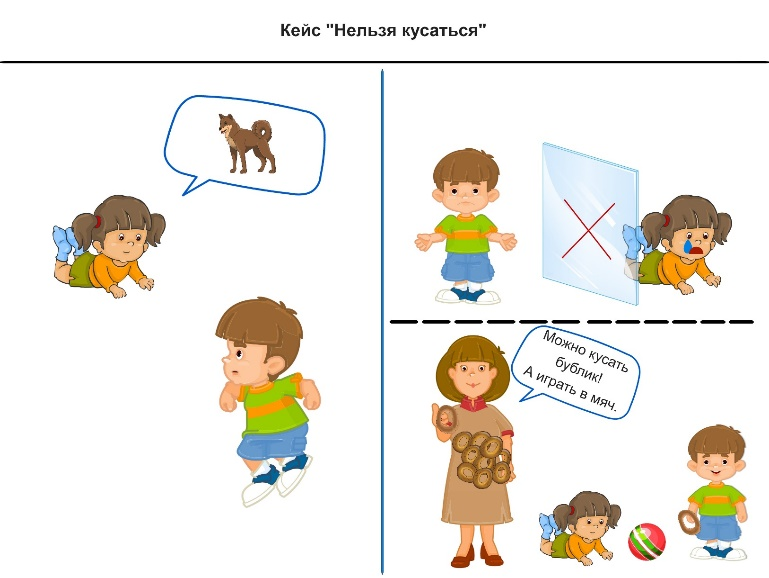 Кейс "Нельзя кусаться"
Можно кусать
бублик!
А играть в мяч.